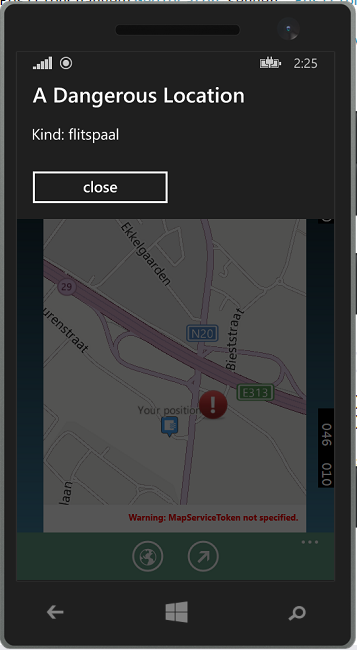 2:25
A Dangerous Location
Kind: flitspaal
close
Ekkelgaarden
29
urenstraat
N20
Bieststraat
E313
Your position
!
laan
046
010
Warning: MapServiceToken not specified.